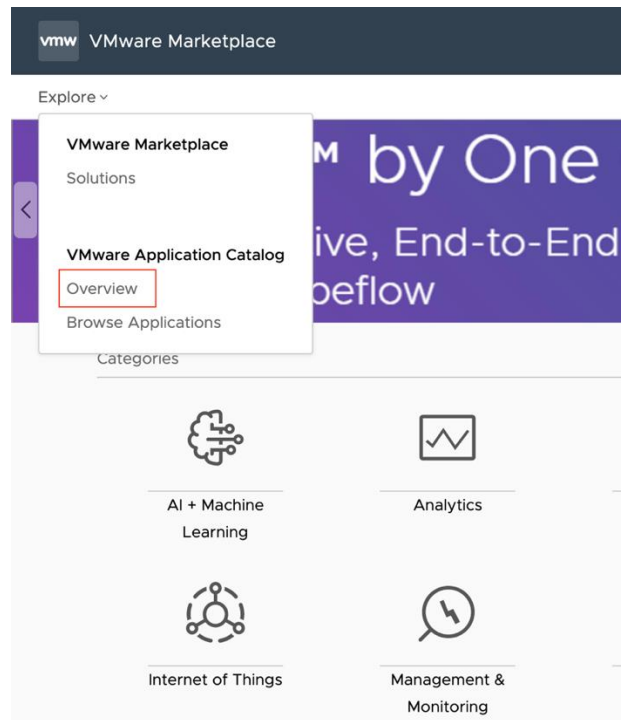 vmw VMware Marketplace
Explore
VMware Marketplace
Solutions
VMware Application Catalog
Overview
Browse Applications
M by One
ive, End-to-End
beflow
Categories
AI + Machine
Learning
Analytics
Internet of Things
Management &
Monitoring